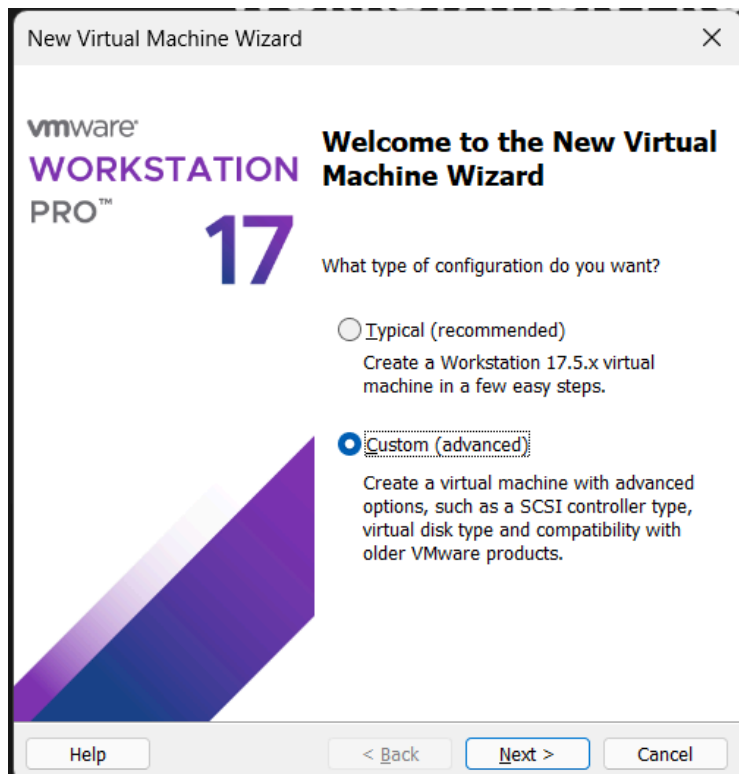 New Virtual Machine Wizard
vmware®
WORKSTATION
PRO™
17
Welcome to the New Virtual
Machine Wizard
What type of configuration do you want?
Typical (recommended)
Create a Workstation 17.5.x virtual
machine in a few easy steps.
Custom (advanced)
Create a virtual machine with advanced
options, such as a SCSI controller type,
virtual disk type and compatibility with
older VMware products.
Help
< Back
Next >
Cancel